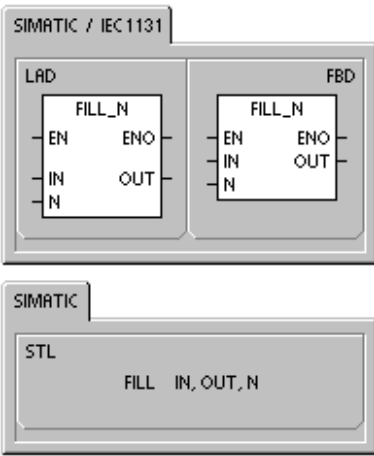 SIMATIC / IEC1131
LAD FBD
FILL_N FILL_N
EN ENO EN ENO
IN OUT
IN OUT N
N
SIMATIC
STL
FILL IN, OUT, N